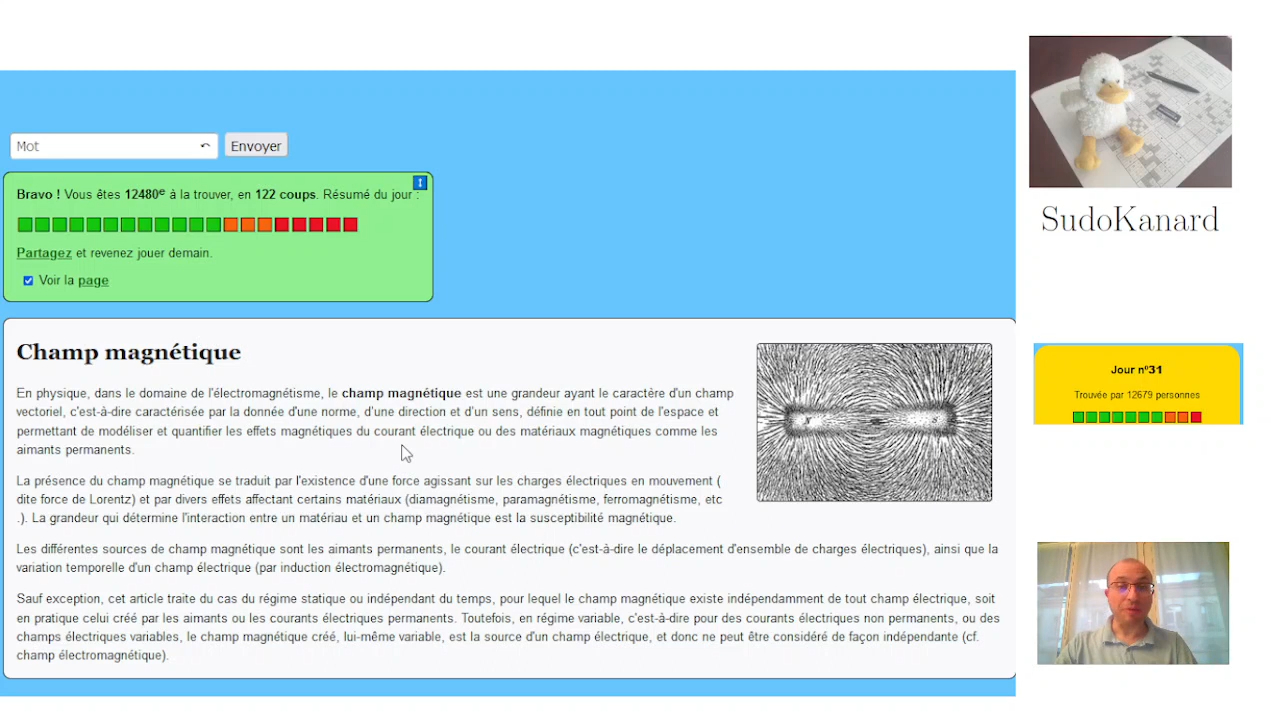 Mot
Envoyer
Bravo ! Vous êtes 12480e à la trouver, en 122 coups. Résumé du jour :
Partagez et revenez jouer demain.
Voir la page
Champ magnétique
En physique, dans le domaine de l'électromagnétisme, le champ magnétique est une grandeur ayant le caractère d'un champ
vectoriel, c'est-à-dire caractérisée par la donnée d'une norme, d’une direction et d’un sens, définie en tout point de l'espace et
permettant de modéliser et quantifier les effets magnétiques du courant électrique ou des matériaux magnétiques comme les
aimants permanents.
La présence du champ magnétique se traduit par l'existence d'une force agissant sur les charges électriques en mouvement (
dite force de Lorentz) et par divers effets affectant certains matériaux (diamagnétisme, paramagnétisme, ferromagnétisme, etc
.). La grandeur qui détermine l'interaction entre un matériau et un champ magnétique est la susceptibilité magnétique.
Les différentes sources de champ magnétique sont les aimants permanents, le courant électrique (c'est-à-dire le déplacement d'ensemble de charges électriques), ainsi que la
variation temporelle d'un champ électrique (par induction électromagnétique).
Sauf exception, cet article traite du cas du régime statique ou indépendant du temps, pour lequel le champ magnétique existe indépendamment de tout champ électrique, soit
en pratique celui créé par les aimants ou les courants électriques permanents. Toutefois, en régime variable, c'est-à-dire pour des courants électriques non permanents, ou des
champs électriques variables, le champ magnétique créé, lui-même variable, est la source d'un champ électrique, et donc ne peut être considéré de façon indépendante (cf.
champ électromagnétique).
SudoKanard
Jour n°31
Trouvée par 12679 personnes